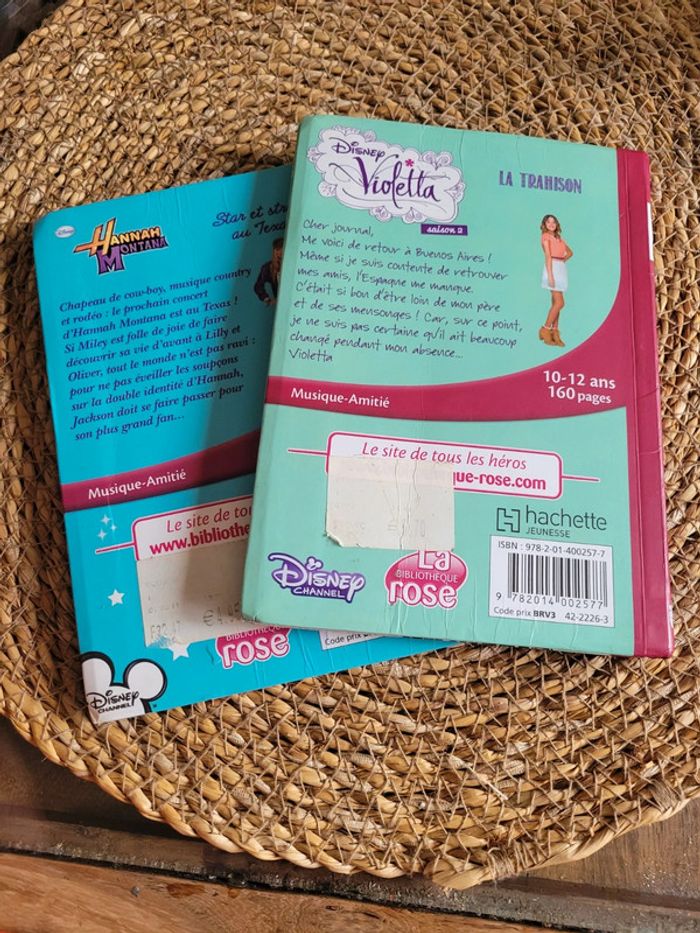 Disney
HANNAH
MONTANA
Star et
au Texa
Chapeau de cow-boy, musique country
et rodéo : le prochain concert
d'Hannah Montana est au Texas !
Si Miley est folle de joie de faire
découvrir sa vie d'avant à Lilly et
Oliver, tout le monde n'est pas ravi :
pour ne pas éveiller les soupçons
sur la double identité d'Hannah,
Jackson doit se faire passer pour
son plus grand fan...
Musique-Amitié
Le site de tou
www.biblioth
BIBLIOTHÈQUE
rose
Code prix
Disney
CHANNEL
Disney
Violetta
saison 2
LA TRAHISON
Cher journal,
Me voici de retour à Buenos Aires !
Même si je suis contente de retrouver
mes amis, l'Espagne me manque.
C'était si bon d'être loin de mon père
et de ses mensonges ! Car, sur ce point,
je ne suis pas certaine qu'il ait beaucoup
changé pendant mon absence...
Violetta
10-12 ans
160 pages
Musique-Amitié
Le site de tous les héros
que-rose.com
hachette
JEUNESSE
ISBN : 978-2-01-400257-7
9 782014 002577
Code prix BRV3 42-2226-3
Disney
CHANNEL
La
BIBLIOTHÈQUE
rose